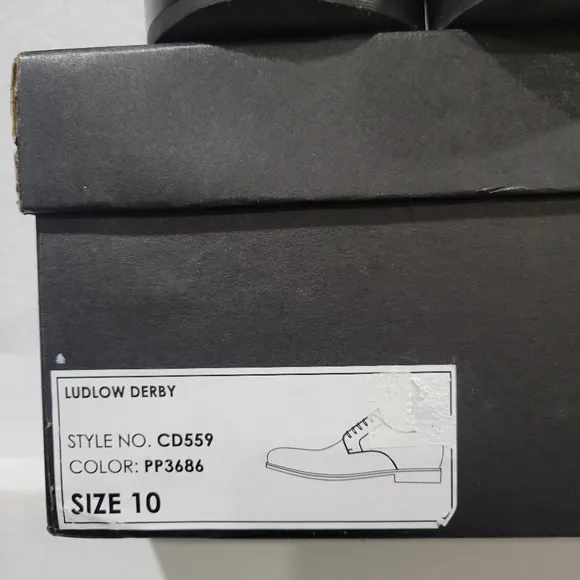 LUDLOW DERBY
STYLE NO. CD559
COLOR: PP3686
SIZE 10